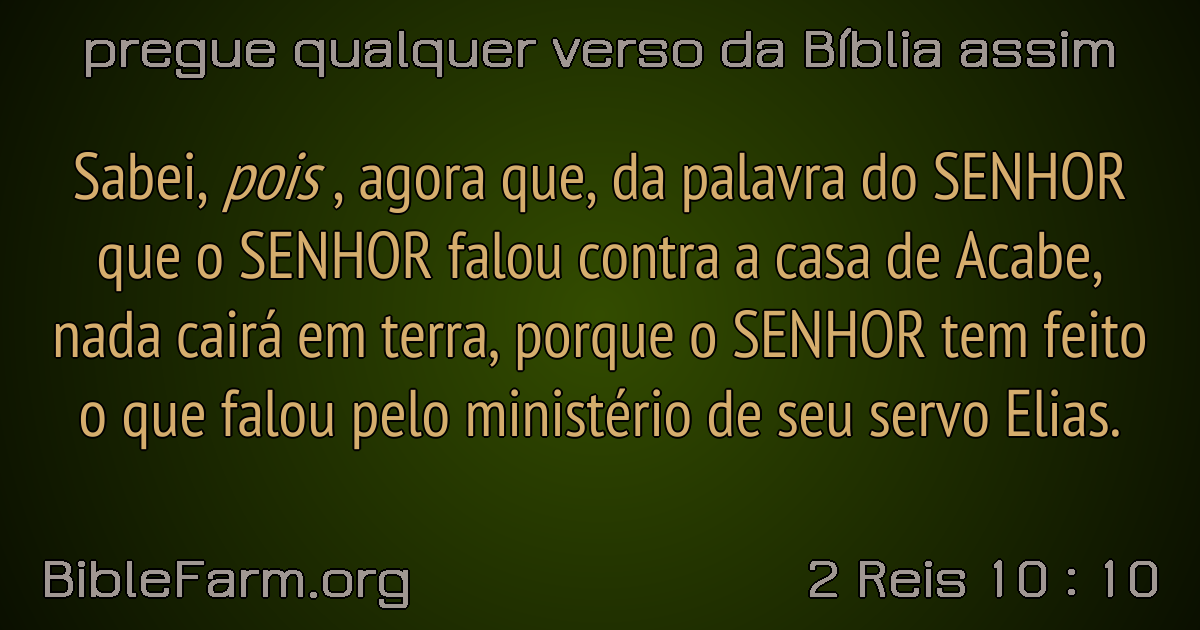 pregue qualquer verso da Bíblia assim
Sabei, pois , agora que, da palavra do SENHOR
que o SENHOR falou contra a casa de Acabe,
nada cairá em terra, porque o SENHOR tem feito
o que falou pelo ministério de seu servo Elias.
BibleFarm.org
2 Reis 10 : 10